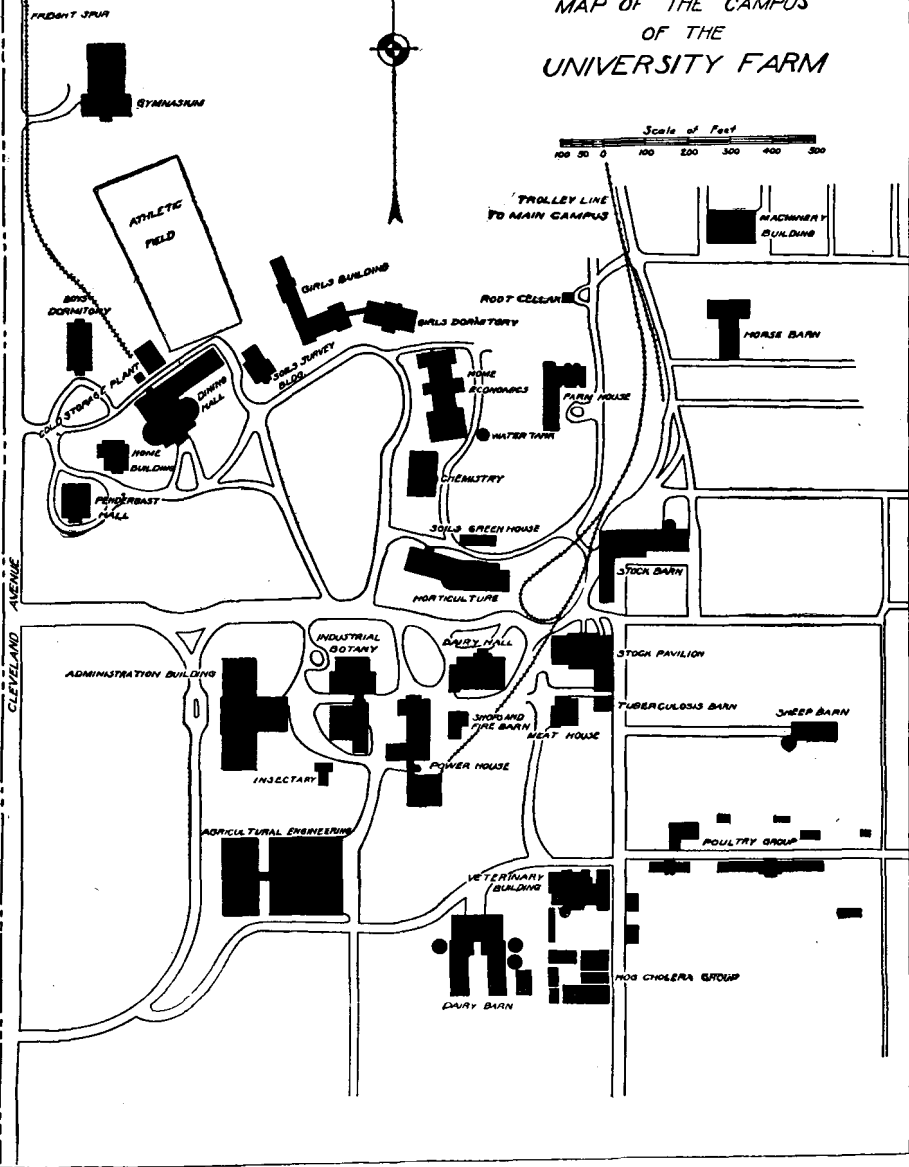 FREIGHT SPUR
MAP OF THE CAMPUS
OF THE
UNIVERSITY FARM
GYMNASIUM
Scale of Feet
100 50 0 100 200 300 400 500
ATHLETIC
FIELD
TROLLEY LINE
TO MAIN CAMPUS
MACHINERY
BUILDING
GIRLS BUILDING
ROOT CELLAR
BOYS
DORMITORY
GIRLS DORMITORY
HORSE BARN
COLD STORAGE PLANT
DINING
HALL
SOILS SURVEY
BLDG.
HOME
ECONOMICS
FARM HOUSE
WATER TANK
HOME
BUILDING
CHEMISTRY
PENDERGAST
HALL
SOILS GREEN HOUSE
STOCK BARN
HORTICULTURE
CLEVELAND AVENUE
INDUSTRIAL
BOTANY
DAIRY HALL
STOCK PAVILION
ADMINISTRATION BUILDING
TUBERCULOSIS BARN
SHOPS AND
FIRE BARN
MEAT HOUSE
SHEEP BARN
POWER HOUSE
INSECTARY
AGRICULTURAL ENGINEERING
POULTRY GROUP
VETERINARY
BUILDING
HOG CHOLERA GROUP
DAIRY BARN